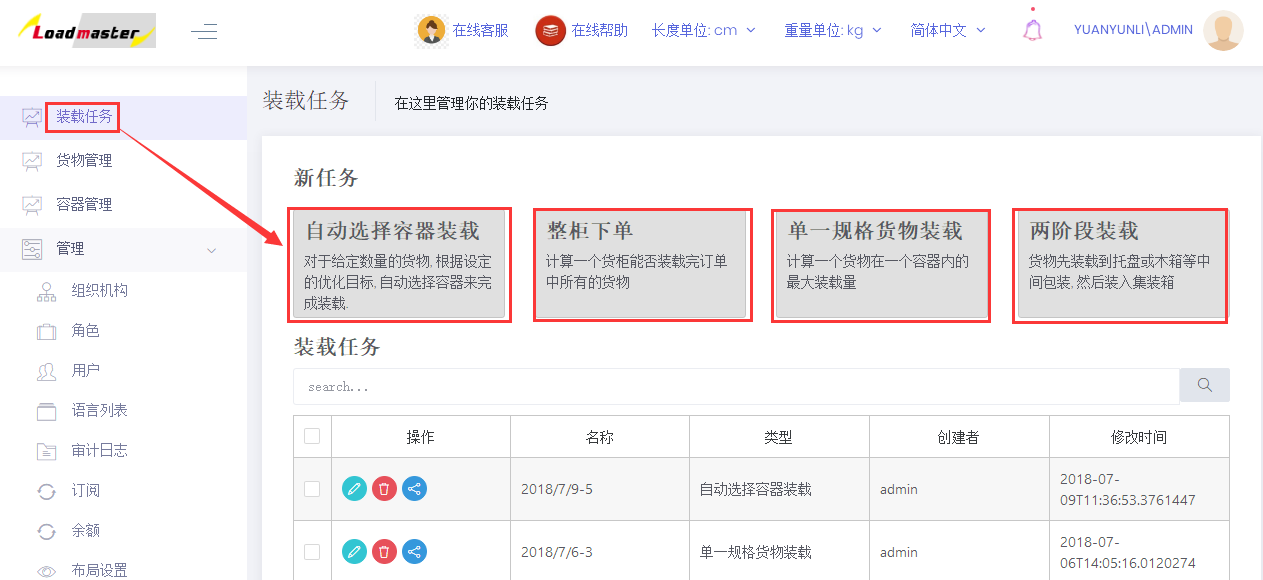 Loadmaster
在线客服
在线帮助
长度单位: cm
重量单位: kg
简体中文
YUANYUNLI\ADMIN
装载任务
货物管理
容器管理
管理
组织机构
角色
用户
语言列表
审计日志
订阅
余额
布局设置
装载任务
在这里管理你的装载任务
新任务
自动选择容器装载
对于给定数量的货物, 根据设定
的优化目标, 自动选择容器来完
成装载.
整柜下单
计算一个货柜能否装载完订单
中所有的货物
单一规格货物装载
计算一个货物在一个容器内的
最大装载量
两阶段装载
货物先装载到托盘或木箱等中
间包装, 然后装入集装箱
装载任务
search...
操作 名称 类型 创建者 修改时间
2018/7/9-5 自动选择容器装载 admin 2018-07-
09T11:36:53.3761447
2018/7/6-3 单一规格货物装载 admin 2018-07-
06T14:05:16.0120274